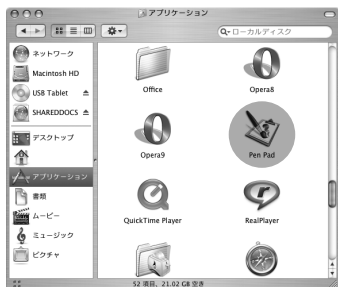 アプリケーション
ローカルディスク
ネットワーク
Macintosh HD
USB Tablet
SHAREDDOCS
デスクトップ
アプリケーション
書類
ムービー
ミュージック
ピクチャ
Office
Opera8
Opera9
Pen Pad
QuickTime Player
RealPlayer
52 項目、21.02 GB 空き